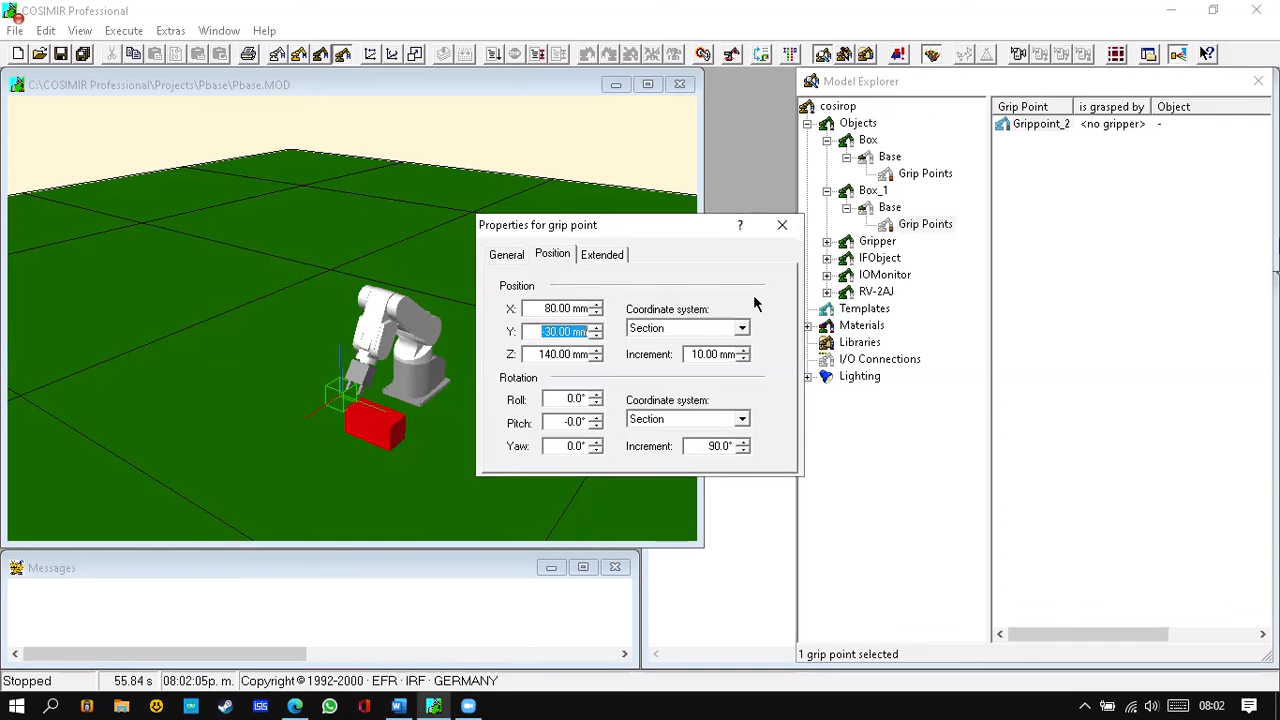 COSIMIR Professional
File Edit View Execute Extras Window Help
C:\COSIMIR Professional\Projects\Pbase\Pbase.MOD
Model Explorer
cosirop
Objects
Box
Base
Grip Points
Box_1
Base
Grip Points
Gripper
IFObject
IOMonitor
RV-2AJ
Templates
Materials
Libraries
I/O Connections
Lighting
Grip Point is grasped by Object
Grippoint_2 <no gripper> -
Properties for grip point ?
General Position Extended
Position
X: 80.00 mm Coordinate system:
Y: -30.00 mm Section
Z: 140.00 mm Increment: 10.00 mm
Rotation
Roll: 0.0° Coordinate system:
Pitch: -0.0° Section
Yaw: 0.0° Increment: 90.0°
Messages
1 grip point selected
Stopped 55.84 s 08:02:05p. m. Copyright © 1992-2000 · EFR · IRF · GERMANY
08:02